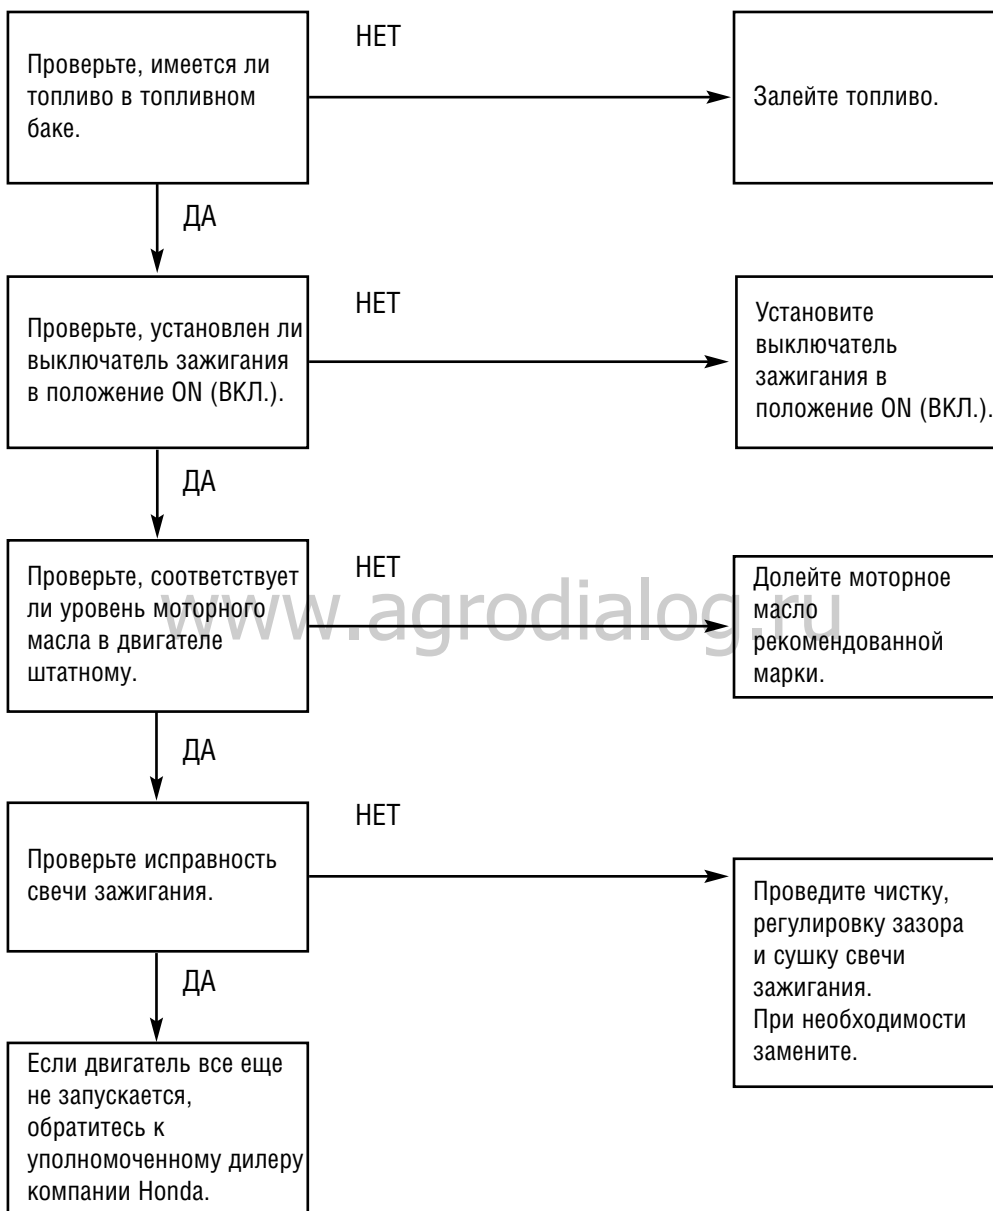 НЕТ
Проверьте, имеется ли
топливо в топливном
баке.
Залейте топливо.
ДА
НЕТ
Проверьте, установлен ли
выключатель зажигания
в положение ON (ВКЛ.).
Установите
выключатель
зажигания в
положение ON (ВКЛ.).
ДА
НЕТ
Проверьте, соответствует
ли уровень моторного
масла в двигателе
штатному.
Долейте моторное
масло
рекомендованной
марки.
www.agrodialog.ru
ДА
НЕТ
Проверьте исправность
свечи зажигания.
Проведите чистку,
регулировку зазора
и сушку свечи
зажигания.
При необходимости
замените.
ДА
Если двигатель все еще
не запускается,
обратитесь к
уполномоченному дилеру
компании Honda.